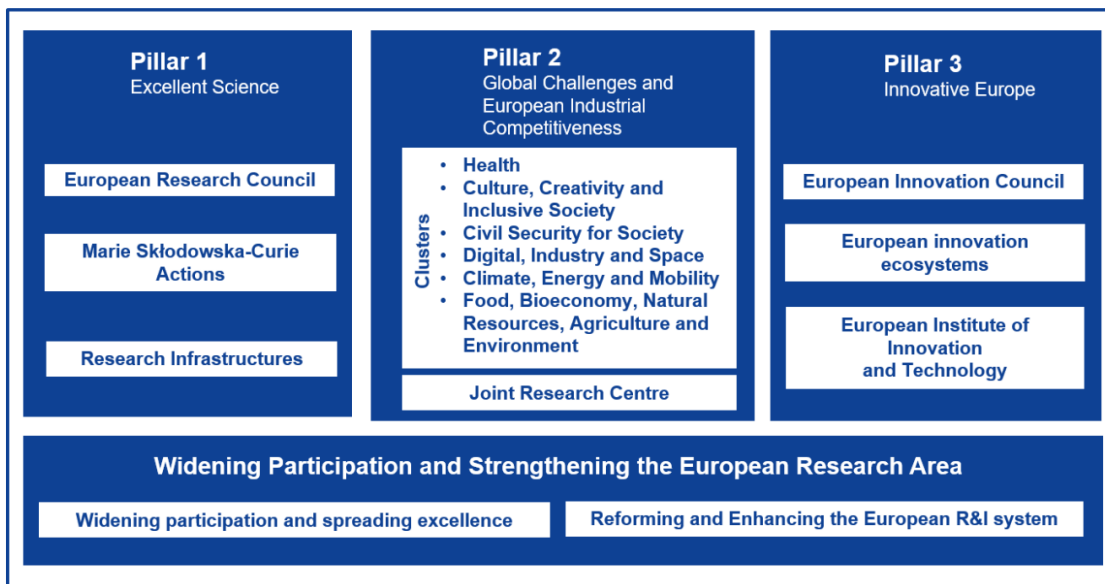 Pillar 1
Excellent Science
European Research Council
Marie Skłodowska-Curie
Actions
Research Infrastructures
Pillar 2
Global Challenges and
European Industrial
Competitiveness
Clusters
• Health
• Culture, Creativity and
Inclusive Society
• Civil Security for Society
• Digital, Industry and Space
• Climate, Energy and Mobility
• Food, Bioeconomy, Natural
Resources, Agriculture and
Environment
Joint Research Centre
Pillar 3
Innovative Europe
European Innovation Council
European innovation
ecosystems
European Institute of
Innovation
and Technology
Widening Participation and Strengthening the European Research Area
Widening participation and spreading excellence
Reforming and Enhancing the European R&I system